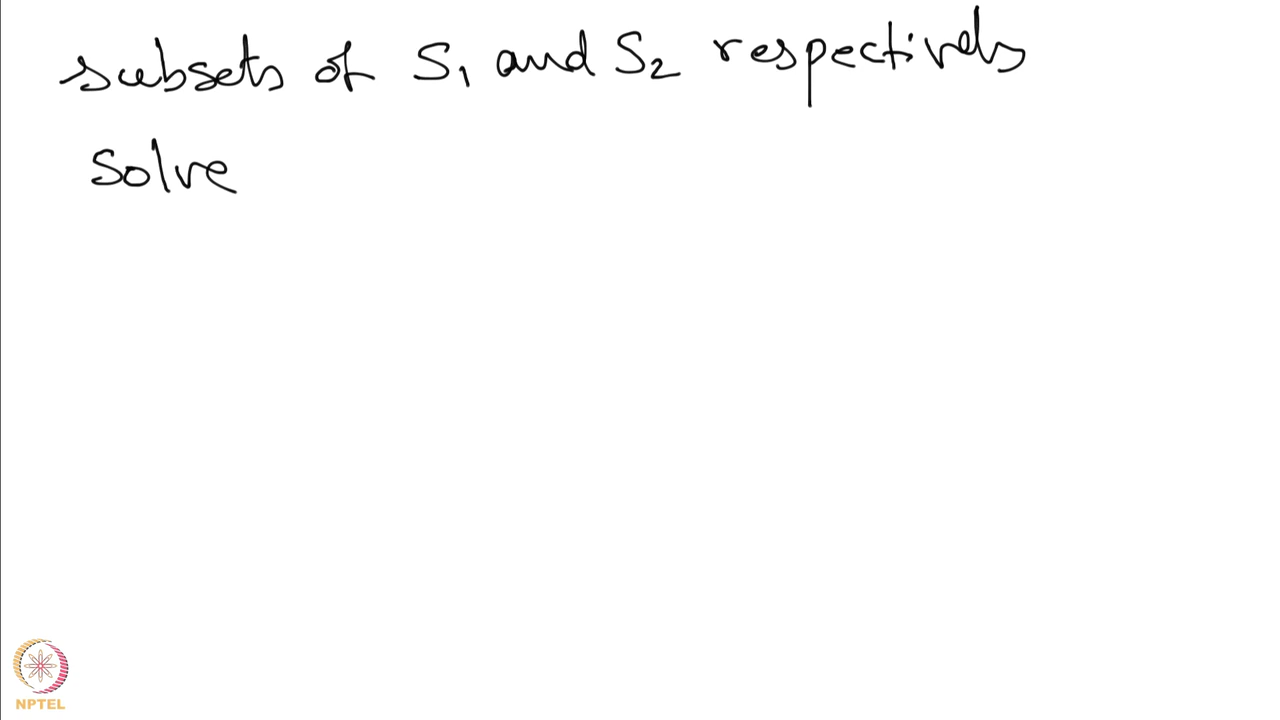 subsets of S₁ and S₂ respectively
Solve
NPTEL